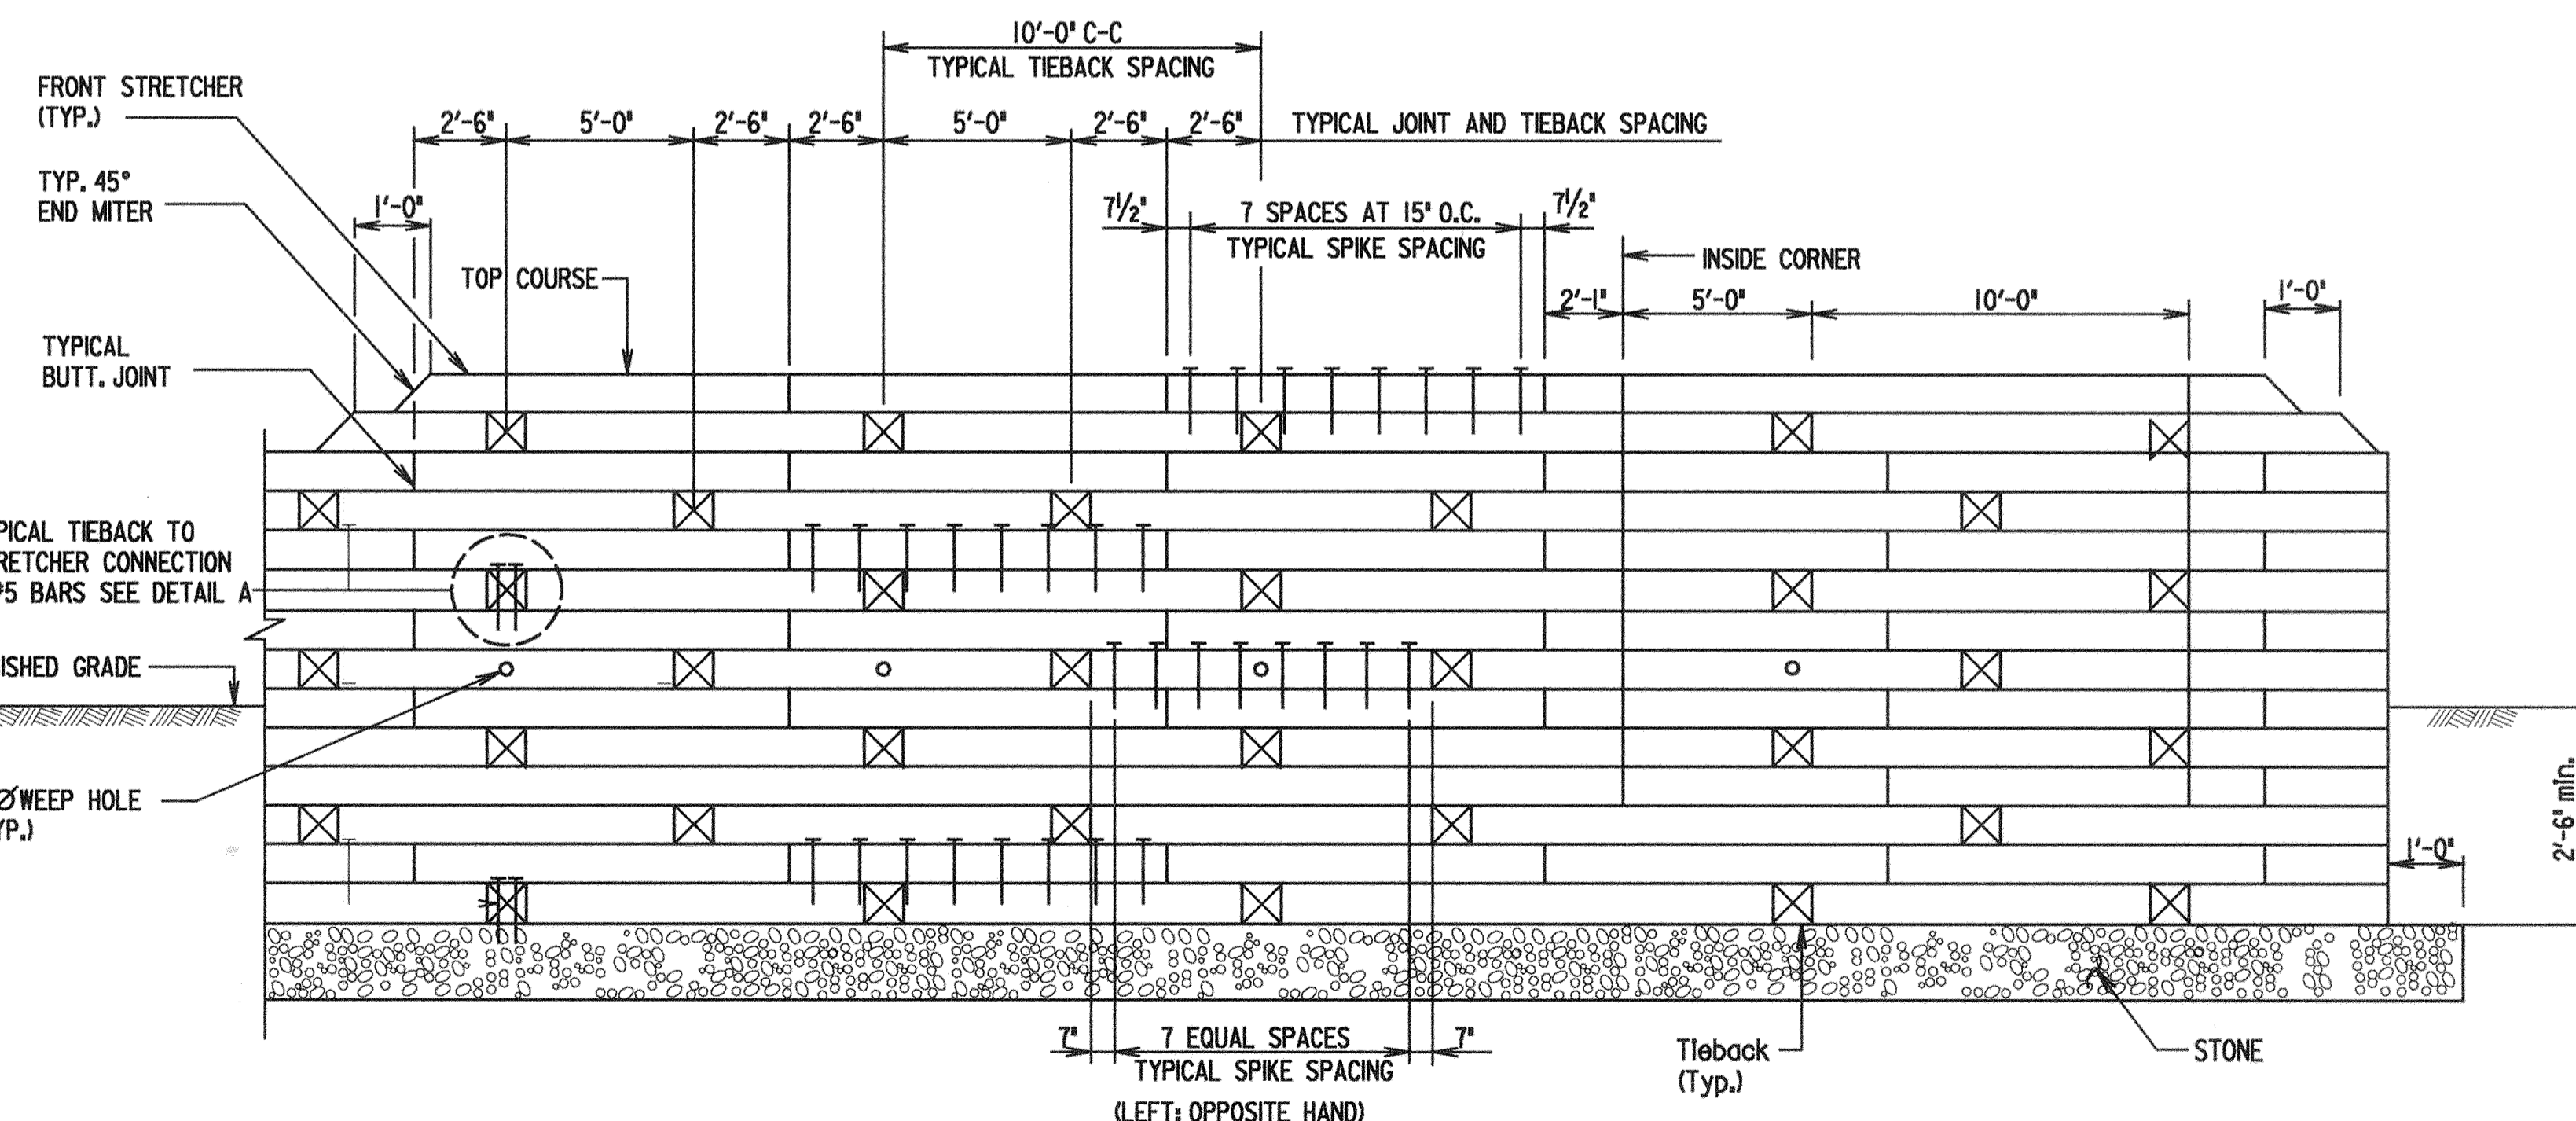 10'-0" C-C
TYPICAL TIEBACK SPACING
FRONT STRETCHER
(TYP.)
2'-6"
5'-0"
2'-6"
2'-6"
5'-0"
2'-6"
2'-6"
TYPICAL JOINT AND TIEBACK SPACING
TYP. 45°
END MITER
1'-0"
7½"
7 SPACES AT 15" O.C.
7½"
TYPICAL SPIKE SPACING
INSIDE CORNER
TOP COURSE
2'-1"
5'-0"
10'-0"
1'-0"
TYPICAL
BUTT. JOINT
PICAL TIEBACK TO
RETCHER CONNECTION
#5 BARS SEE DETAIL A
ISHED GRADE
Ø WEEP HOLE
YP.)
2'-6" min.
1'-0"
7"
7 EQUAL SPACES
7"
TYPICAL SPIKE SPACING
(LEFT: OPPOSITE HAND)
Tieback
(Typ.)
STONE